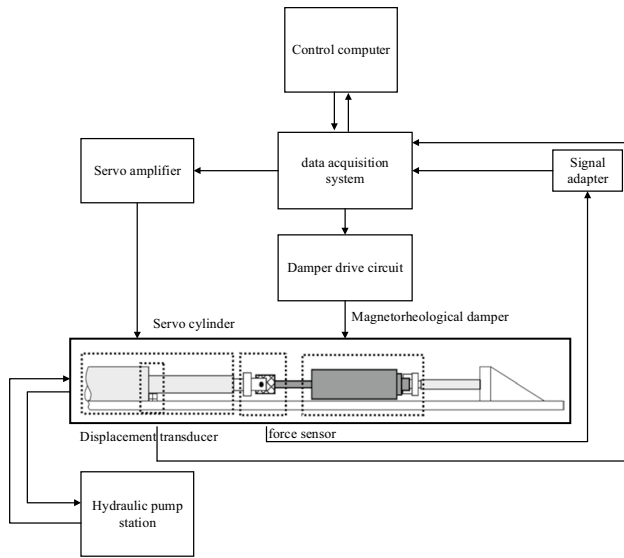 Control computer
data acquisition
system
Servo amplifier
Signal
adapter
Damper drive circuit
Magnetorheological damper
Servo cylinder
Displacement transducer
force sensor
Hydraulic pump
station